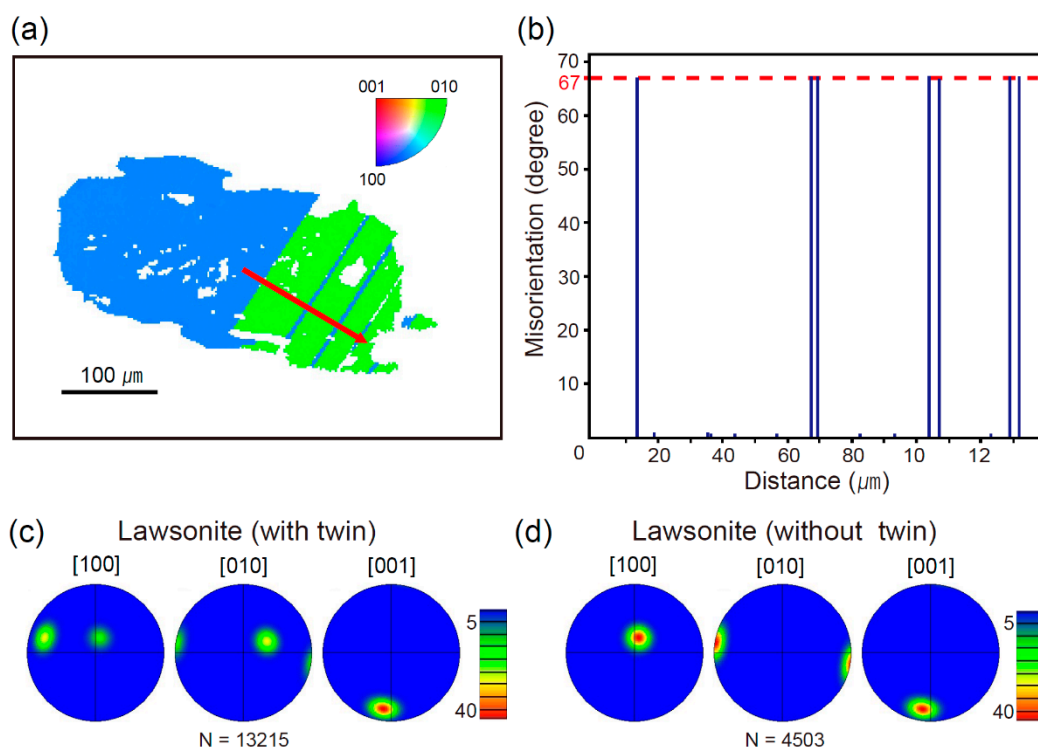 (a)
001 010
100
100 μm
(b)
Misorientation (degree)
70
67
60
50
40
30
20
10
0 20 40 60 80 10 12
Distance (μm)
(c)
Lawsonite (with twin)
[100] [010] [001]
5
40
N = 13215
(d)
Lawsonite (without twin)
[100] [010] [001]
5
40
N = 4503